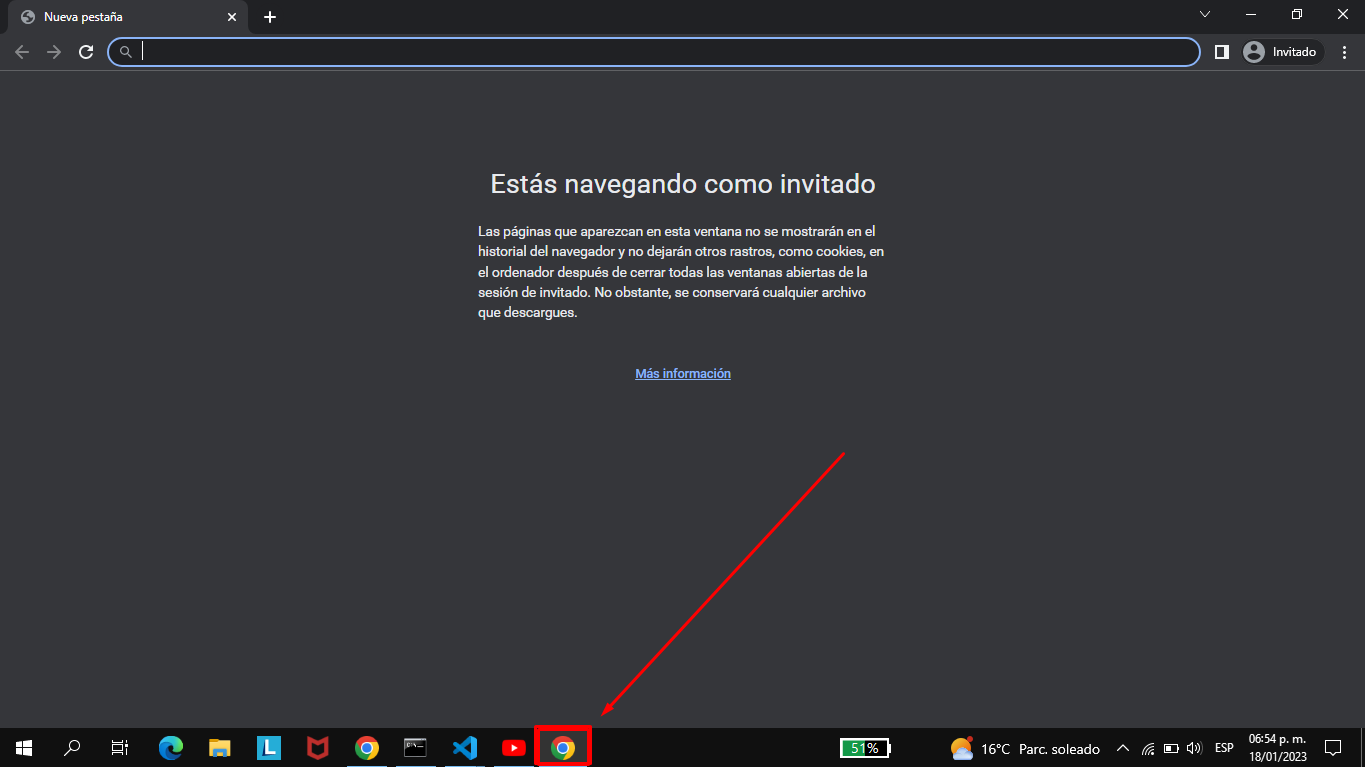 Nueva pestaña
Invitado
Estás navegando como invitado
Las páginas que aparezcan en esta ventana no se mostrarán en el
historial del navegador y no dejarán otros rastros, como cookies, en
el ordenador después de cerrar todas las ventanas abiertas de la
sesión de invitado. No obstante, se conservará cualquier archivo
que descargues.
Más información
L
C:\_
51%
16°C Parc. soleado
ESP
06:54 p. m.
18/01/2023